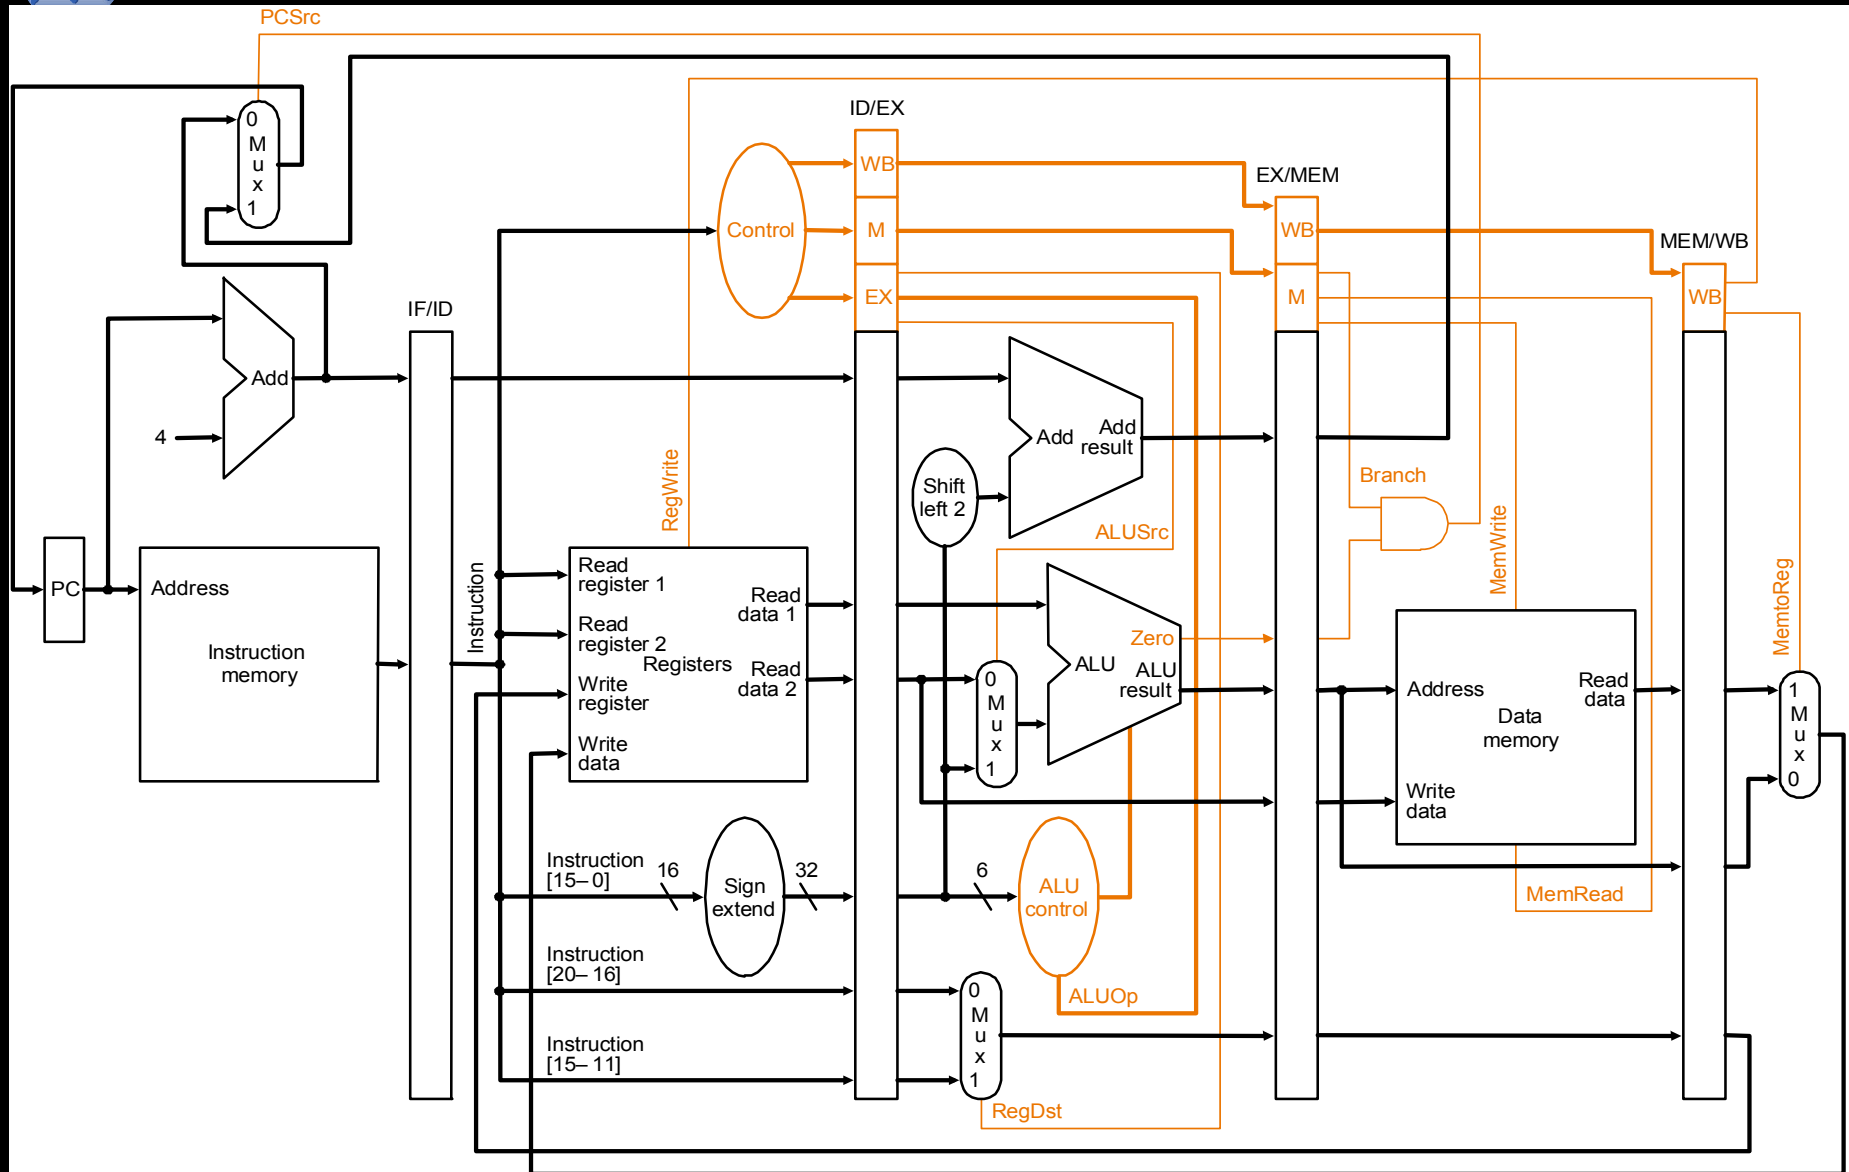 PCSrc
ID/EX
0
M
u
x
1
WB
EX/MEM
Control
M
WB
MEM/WB
EX
M
WB
IF/ID
Add
4
Add
Add
result
RegWrite
Shift
left 2
Branch
ALUSrc
MemWrite
PC
Address
Instruction
memory
Instruction
Read
register 1
Read
register 2
Registers
Write
register
Write
data
Read
data 1
Read
data 2
0
M
u
x
1
Zero
ALU
ALU
result
Address
Read
data
Data
memory
Write
data
MemtoReg
1
M
u
x
0
Instruction
[15– 0]
16
Sign
extend
32
6
ALU
control
MemRead
Instruction
[20– 16]
0
M
u
x
1
ALUOp
Instruction
[15– 11]
RegDst